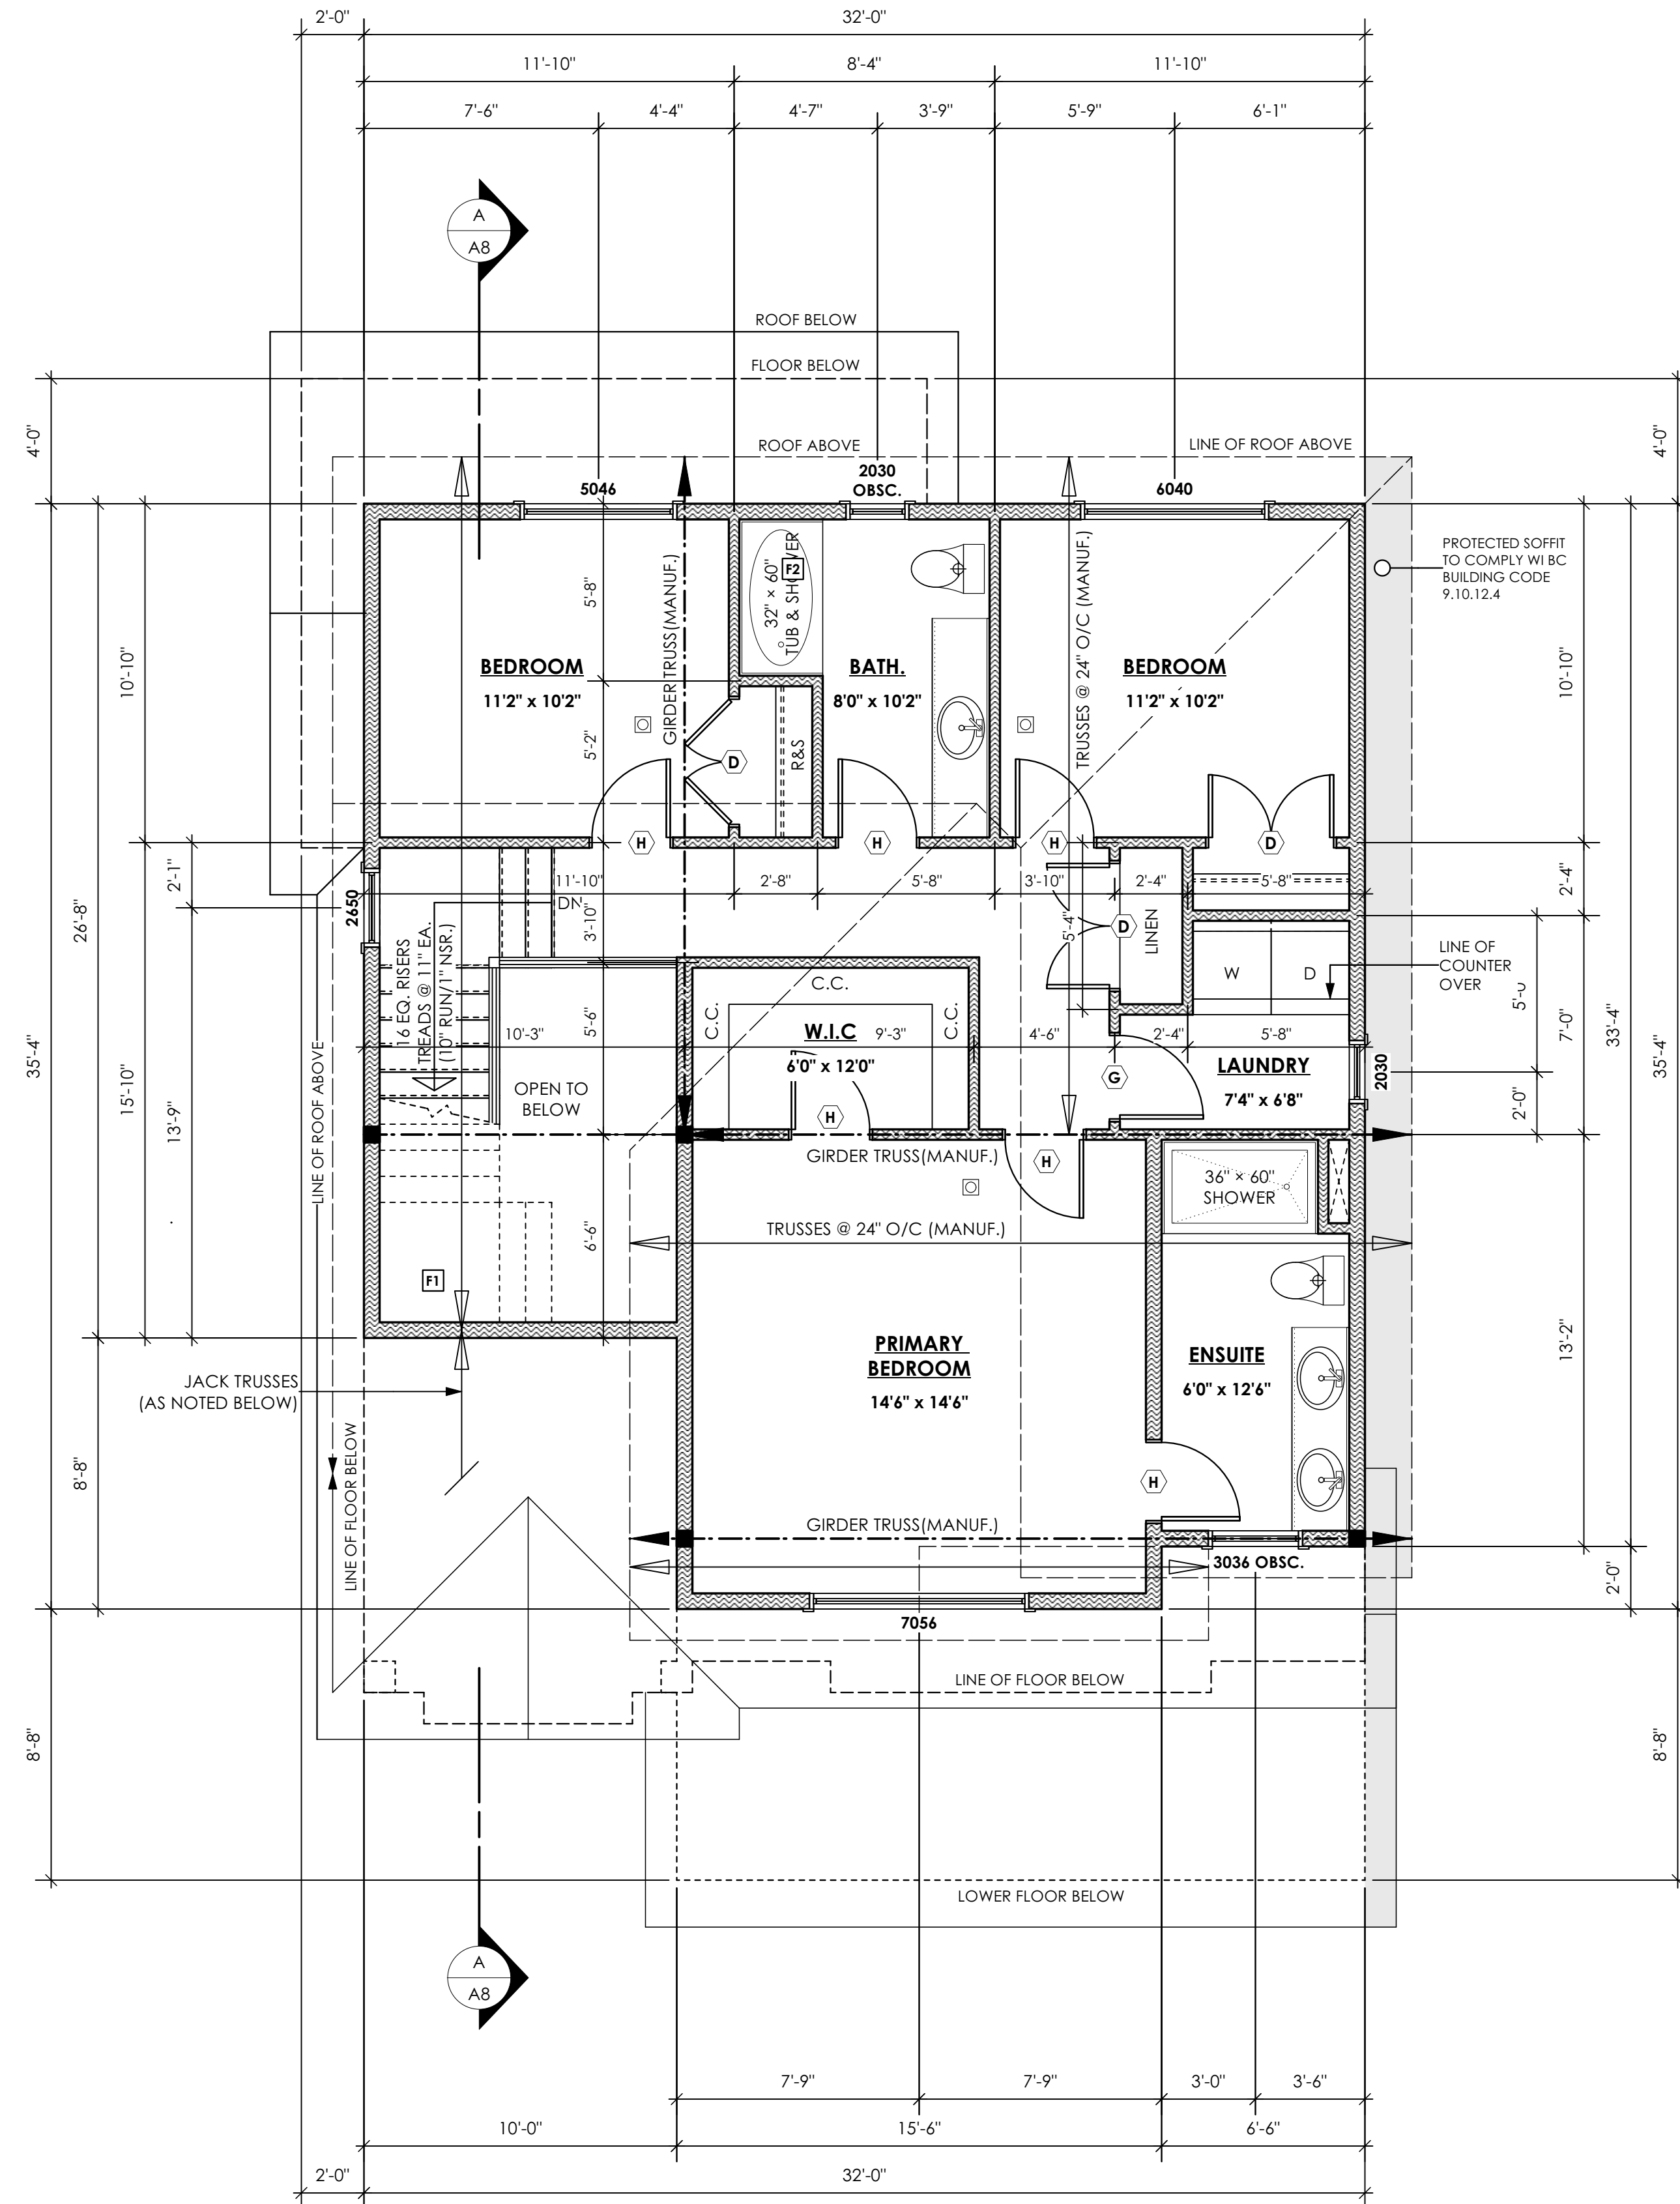 2'-0"
32'-0"
11'-10"
8'-4"
11'-10"
7'-6"
4'-4"
4'-7"
3'-9"
5'-9"
6'-1"
A
A8
ROOF BELOW
FLOOR BELOW
ROOF ABOVE
LINE OF ROOF ABOVE
4'-0"
4'-0"
5046
2030
OBSC.
6040
PROTECTED SOFFIT
TO COMPLY WI BC
BUILDING CODE
9.10.12.4
GIRDER TRUSS(MANUF.)
32" × 60"
TUB & SHOWER
F2
TRUSSES @ 24" O/C (MANUF.)
5'-8"
BEDROOM
11'2" x 10'2"
BATH.
8'0" x 10'2"
BEDROOM
11'2" x 10'2"
10'-10"
10'-10"
5'-2"
D
R&S
H
H
H
D
2'-1"
26'-8"
2650
11'-10"
2'-8"
5'-8"
3'-10"
2'-4"
5'-8"
2'-4"
DN.
3'-10"
5'-4"
D
LINEN
16 EQ. RISERS
TREADS @ 11" EA.
(10" RUN/1" NSR.)
W
D
LINE OF
COUNTER
OVER
C.C.
C.C.
C.C.
5'-0
7'-0"
33'-4"
35'-4"
35'-4"
10'-3"
5'-6"
W.I.C
9'-3"
6'0" x 12'0"
4'-6"
2'-4"
5'-8"
LAUNDRY
7'4" x 6'8"
G
2030
15'-10"
13'-9"
LINE OF ROOF ABOVE
OPEN TO
BELOW
H
2'-0"
GIRDER TRUSS(MANUF.)
H
36" × 60"
SHOWER
TRUSSES @ 24" O/C (MANUF.)
6'-6"
F1
PRIMARY
BEDROOM
14'6" x 14'6"
ENSUITE
6'0" x 12'6"
13'-2"
JACK TRUSSES
(AS NOTED BELOW)
8'-8"
LINE OF FLOOR BELOW
H
GIRDER TRUSS(MANUF.)
3036 OBSC.
2'-0"
7056
LINE OF FLOOR BELOW
8'-8"
8'-8"
LOWER FLOOR BELOW
A
A8
7'-9"
7'-9"
3'-0"
3'-6"
10'-0"
15'-6"
6'-6"
2'-0"
32'-0"